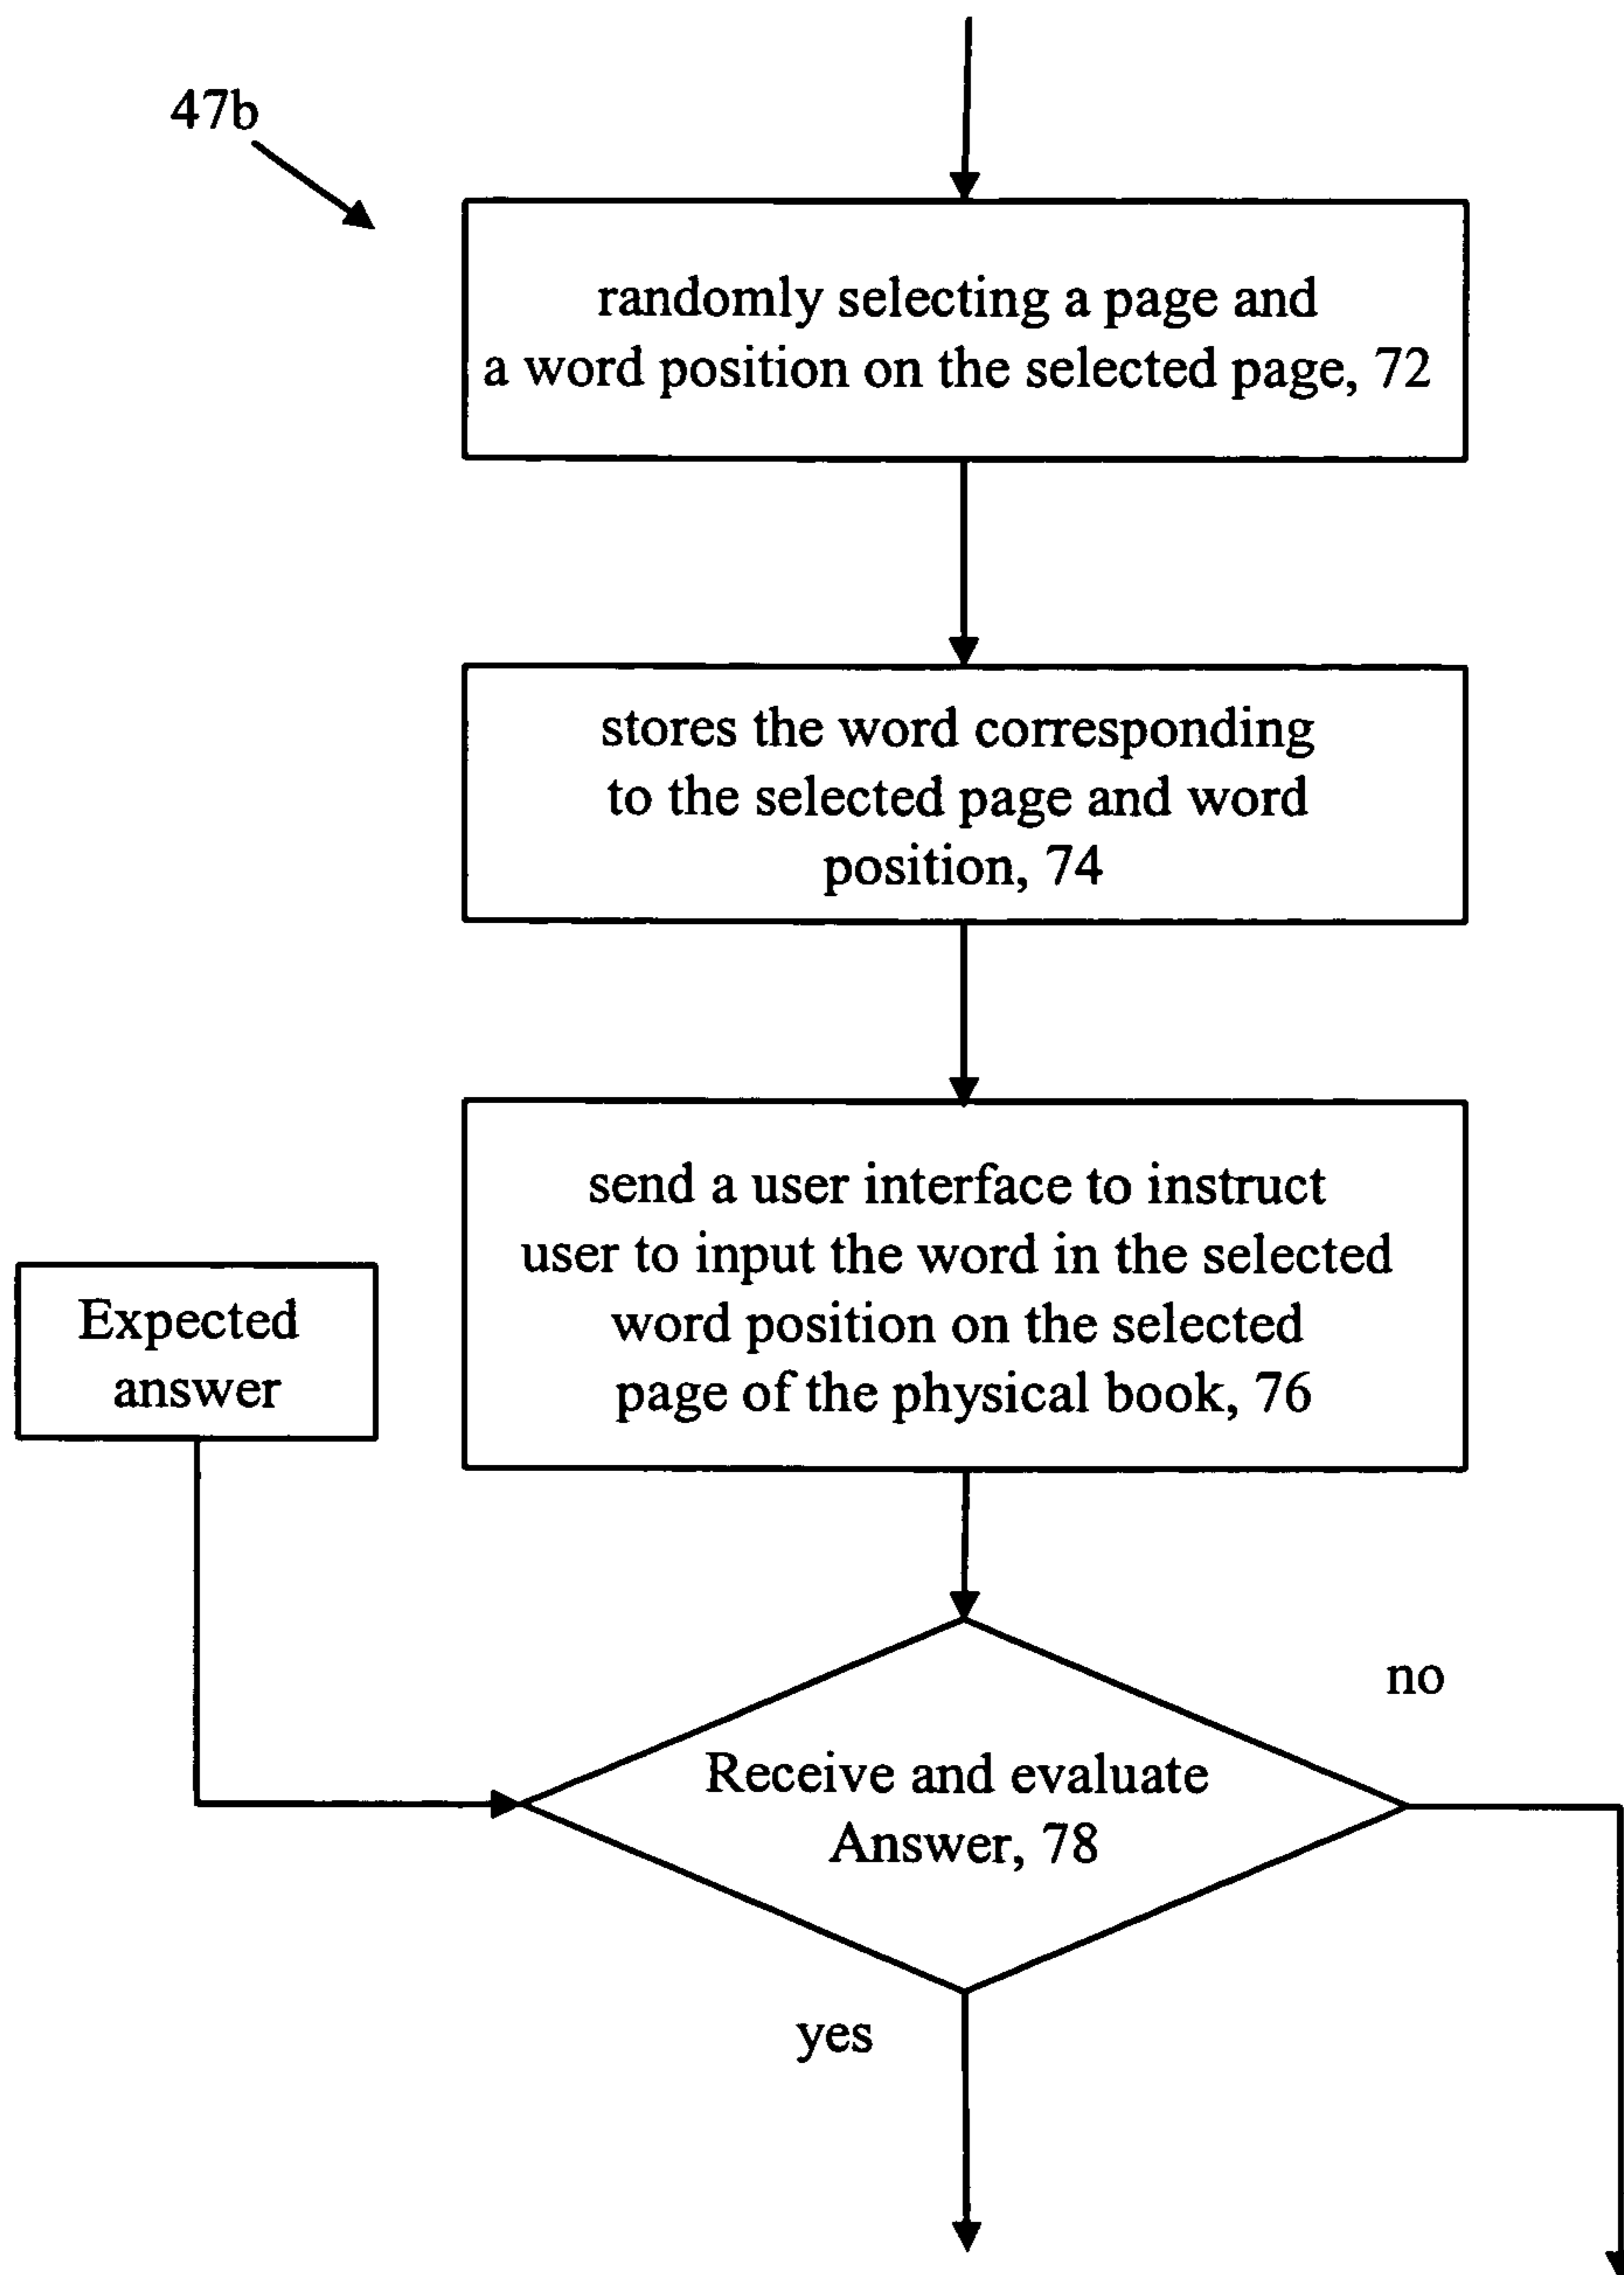 47b
randomly selecting a page and
a word position on the selected page, 72
stores the word corresponding
to the selected page and word
position, 74
send a user interface to instruct
user to input the word in the selected
word position on the selected
page of the physical book, 76
Expected
answer
Receive and evaluate
Answer, 78
no
yes